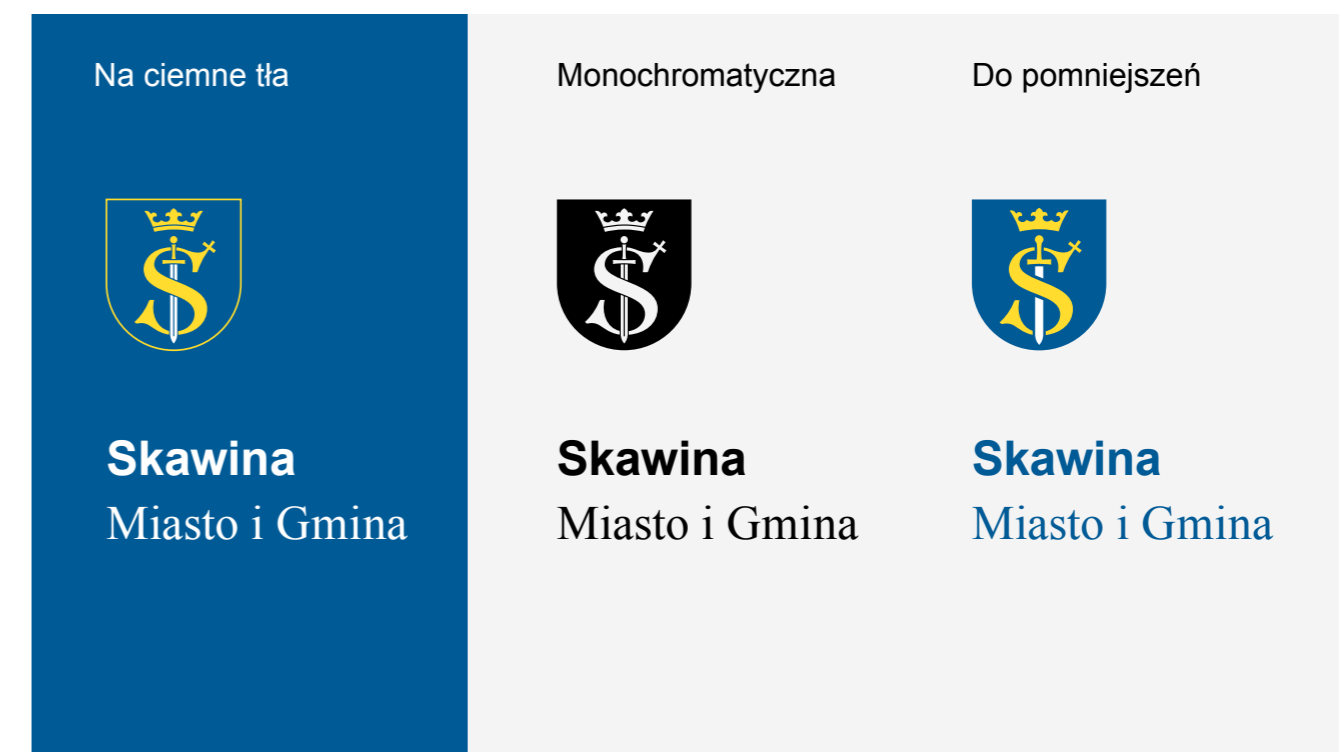 Na ciemne tła
Skawina
Miasto i Gmina
Monochromatyczna
Skawina
Miasto i Gmina
Do pomniejszeń
Skawina
Miasto i Gmina